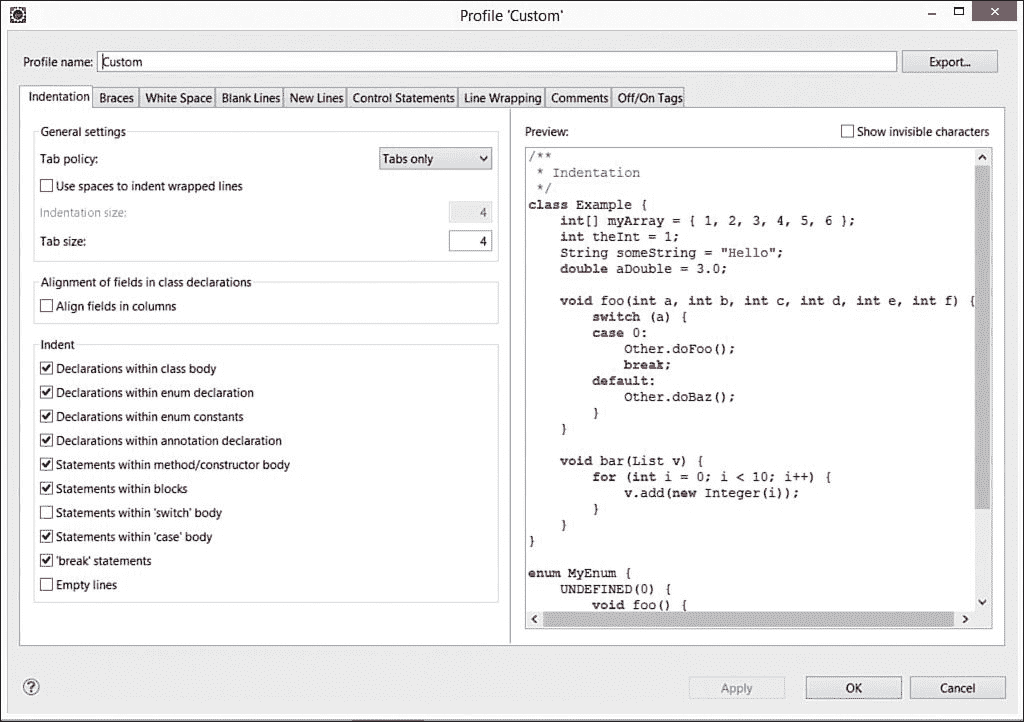 Profile 'Custom'
Profile name: Custom Export...
Indentation Braces White Space Blank Lines New Lines Control Statements Line Wrapping Comments Off/On Tags
General settings
Tab policy: Tabs only
Use spaces to indent wrapped lines
Indentation size: 4
Tab size: 4
Alignment of fields in class declarations
Align fields in columns
Indent
Declarations within class body
Declarations within enum declaration
Declarations within enum constants
Declarations within annotation declaration
Statements within method/constructor body
Statements within blocks
Statements within 'switch' body
Statements within 'case' body
'break' statements
Empty lines
Preview: Show invisible characters
/**
 * Indentation
 */
class Example {
    int[] myArray = { 1, 2, 3, 4, 5, 6 };
    int theInt = 1;
    String someString = "Hello";
    double aDouble = 3.0;
    void foo(int a, int b, int c, int d, int e, int f) {
        switch (a) {
        case 0:
            Other.doFoo();
            break;
        default:
            Other.doBaz();
        }
    }
    void bar(List v) {
        for (int i = 0; i < 10; i++) {
            v.add(new Integer(i));
        }
    }
}
enum MyEnum {
    UNDEFINED(0) {
        void foo() {
? Apply OK Cancel